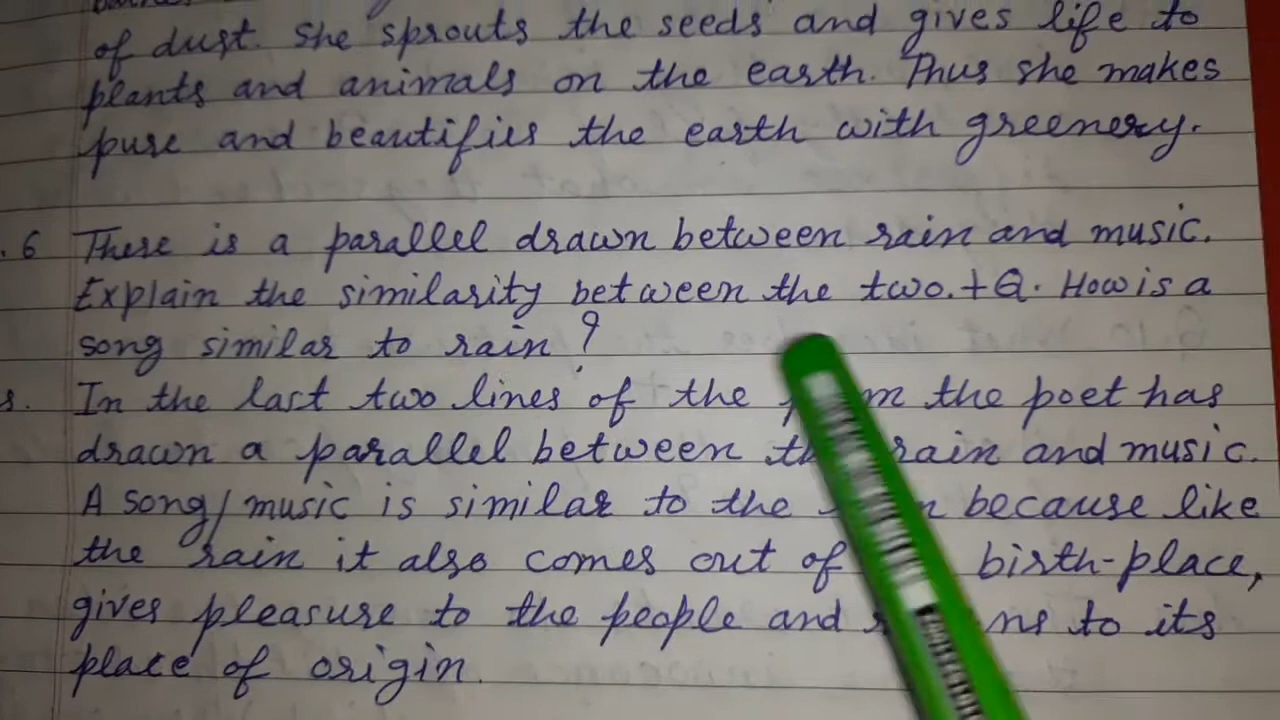 of dust. She sprouts the seeds and gives life to
plants and animals on the earth. Thus she makes
pure and beautifies the earth with greenery.
.6 There is a parallel drawn between rain and music.
Explain the similarity between the two. + Q. How is a
song similar to rain?
s. In the last two lines of the the poet has
drawn a parallel between rain and music.
A song/music is similar to the because like
the rain it also comes out of birth-place,
gives pleasure to the people and to its
place of origin.